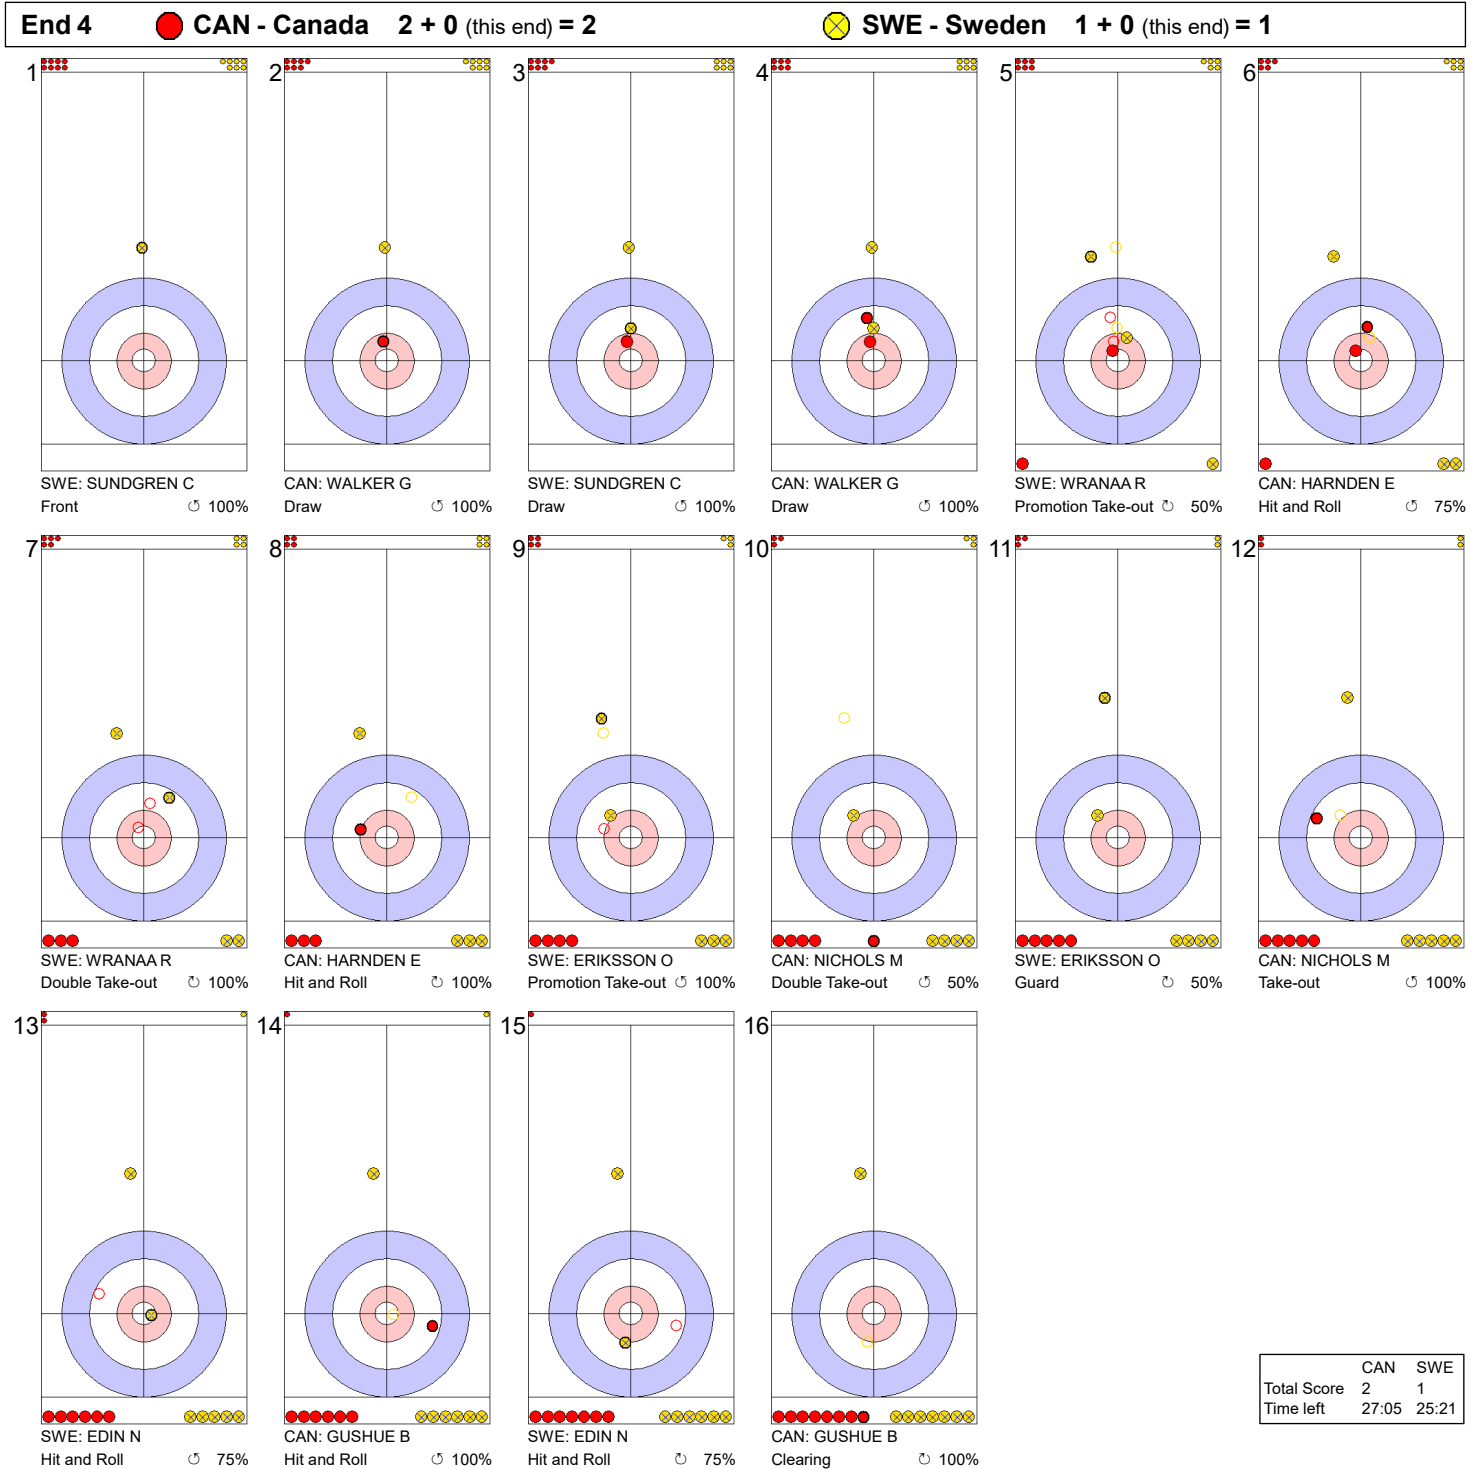 End 4 CAN - Canada 2 + 0 (this end) = 2 SWE - Sweden 1 + 0 (this end) = 1
1 2 3 4 5 6
SWE: SUNDGREN C CAN: WALKER G SWE: SUNDGREN C CAN: WALKER G SWE: WRANAA R CAN: HARNDEN E
Front ↺ 100% Draw ↺ 100% Draw ↺ 100% Draw ↺ 100% Promotion Take-out ↻ 50% Hit and Roll ↺ 75%
7 8 9 10 11 12
SWE: WRANAA R CAN: HARNDEN E SWE: ERIKSSON O CAN: NICHOLS M SWE: ERIKSSON O CAN: NICHOLS M
Double Take-out ↻ 100% Hit and Roll ↻ 100% Promotion Take-out ↺ 100% Double Take-out ↺ 50% Guard ↻ 50% Take-out ↻ 100%
13 14 15 16
SWE: EDIN N CAN: GUSHUE B SWE: EDIN N CAN: GUSHUE B
Hit and Roll ↺ 75% Hit and Roll ↻ 100% Hit and Roll ↻ 75% Clearing ↻ 100%
CAN SWE
Total Score 2 1
Time left 27:05 25:21